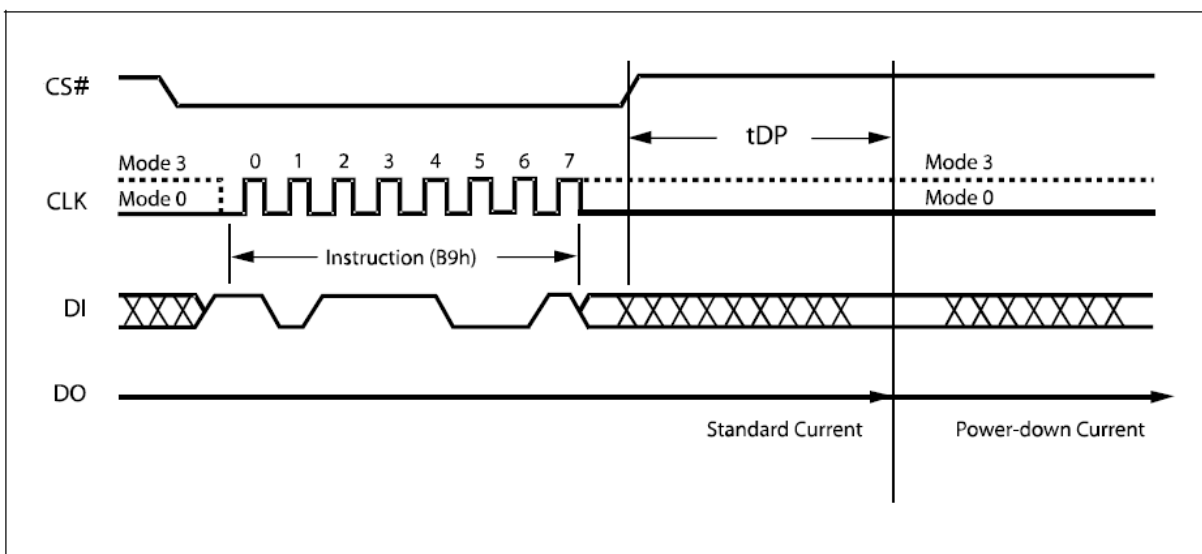 CS#
tDP
Mode 3 0 1 2 3 4 5 6 7 Mode 3
CLK Mode 0 Mode 0
Instruction (B9h)
DI
DO
Standard Current Power-down Current